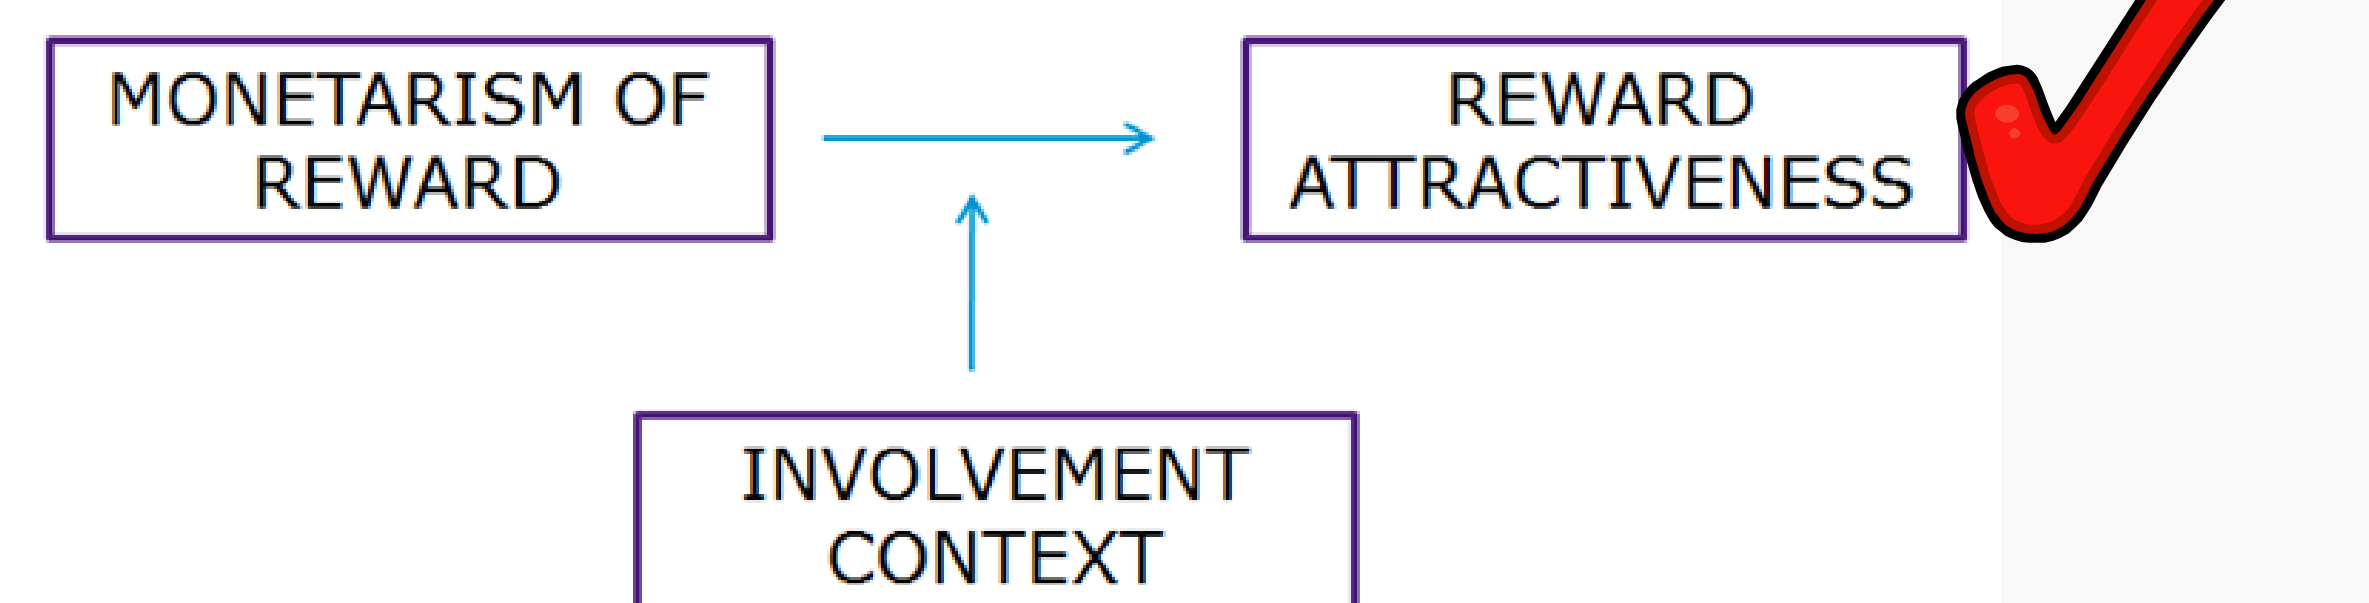 MONETARISM OF
REWARD
REWARD
ATTRACTIVENESS
INVOLVEMENT
CONTEXT